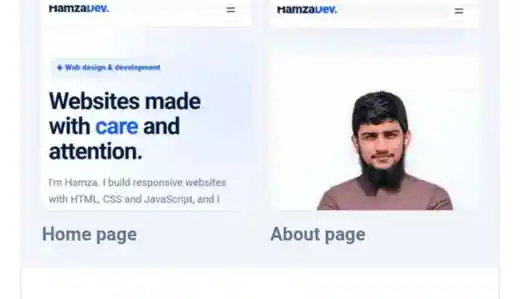 HamzaDev.
Web design & development
Websites made
with care and
attention.
I'm Hamza. I build responsive websites
with HTML, CSS and JavaScript, and I
Home page
HamzaDev.
About page